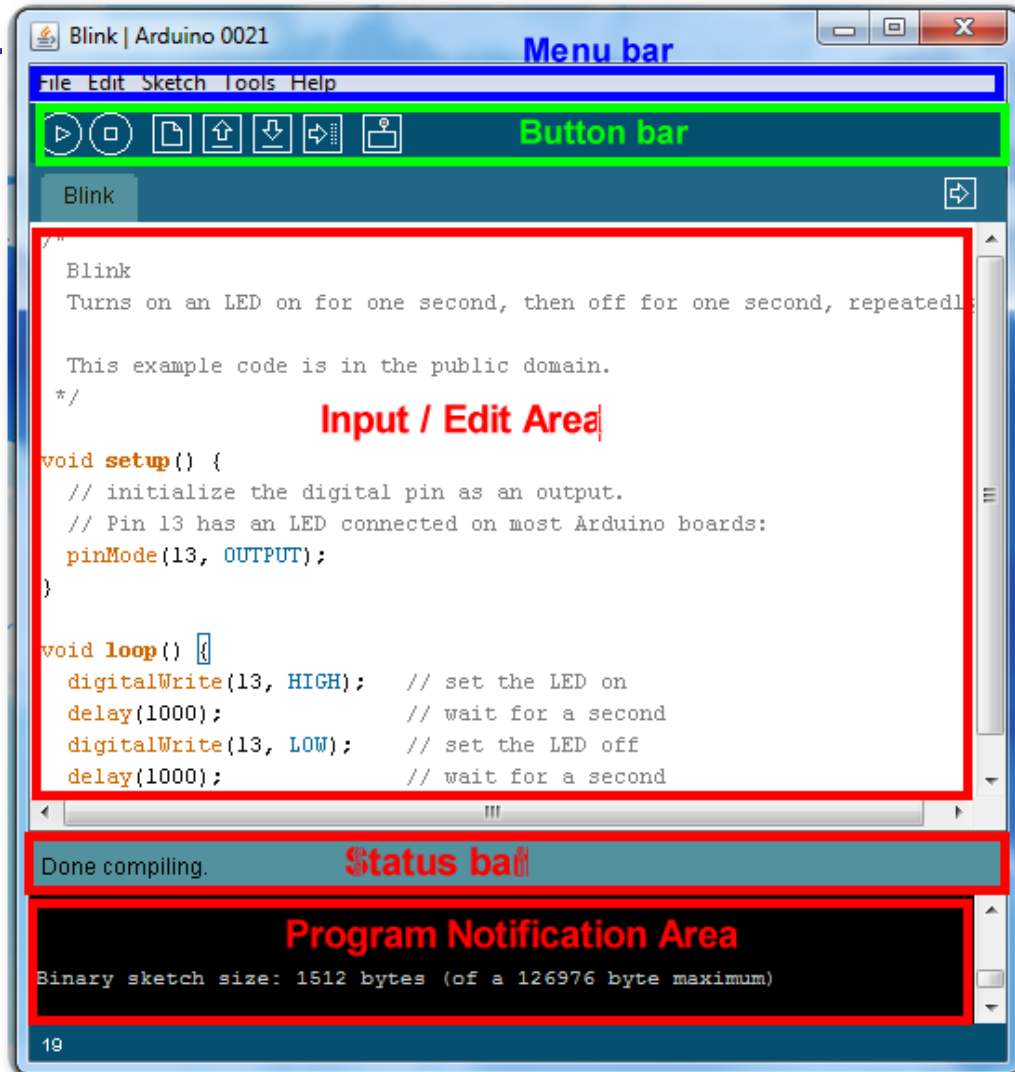 Blink | Arduino 0021
Menu bar
File Edit Sketch Tools Help
Button bar
Blink
/*
Blink
Turns on an LED on for one second, then off for one second, repeatedly
This example code is in the public domain.
*/
Input / Edit Area
void setup() {
// initialize the digital pin as an output.
// Pin 13 has an LED connected on most Arduino boards:
pinMode(13, OUTPUT);
}
void loop() {
digitalWrite(13, HIGH); // set the LED on
delay(1000); // wait for a second
digitalWrite(13, LOW); // set the LED off
delay(1000); // wait for a second
Done compiling. Status bar
Program Notification Area
Binary sketch size: 1512 bytes (of a 126976 byte maximum)
19